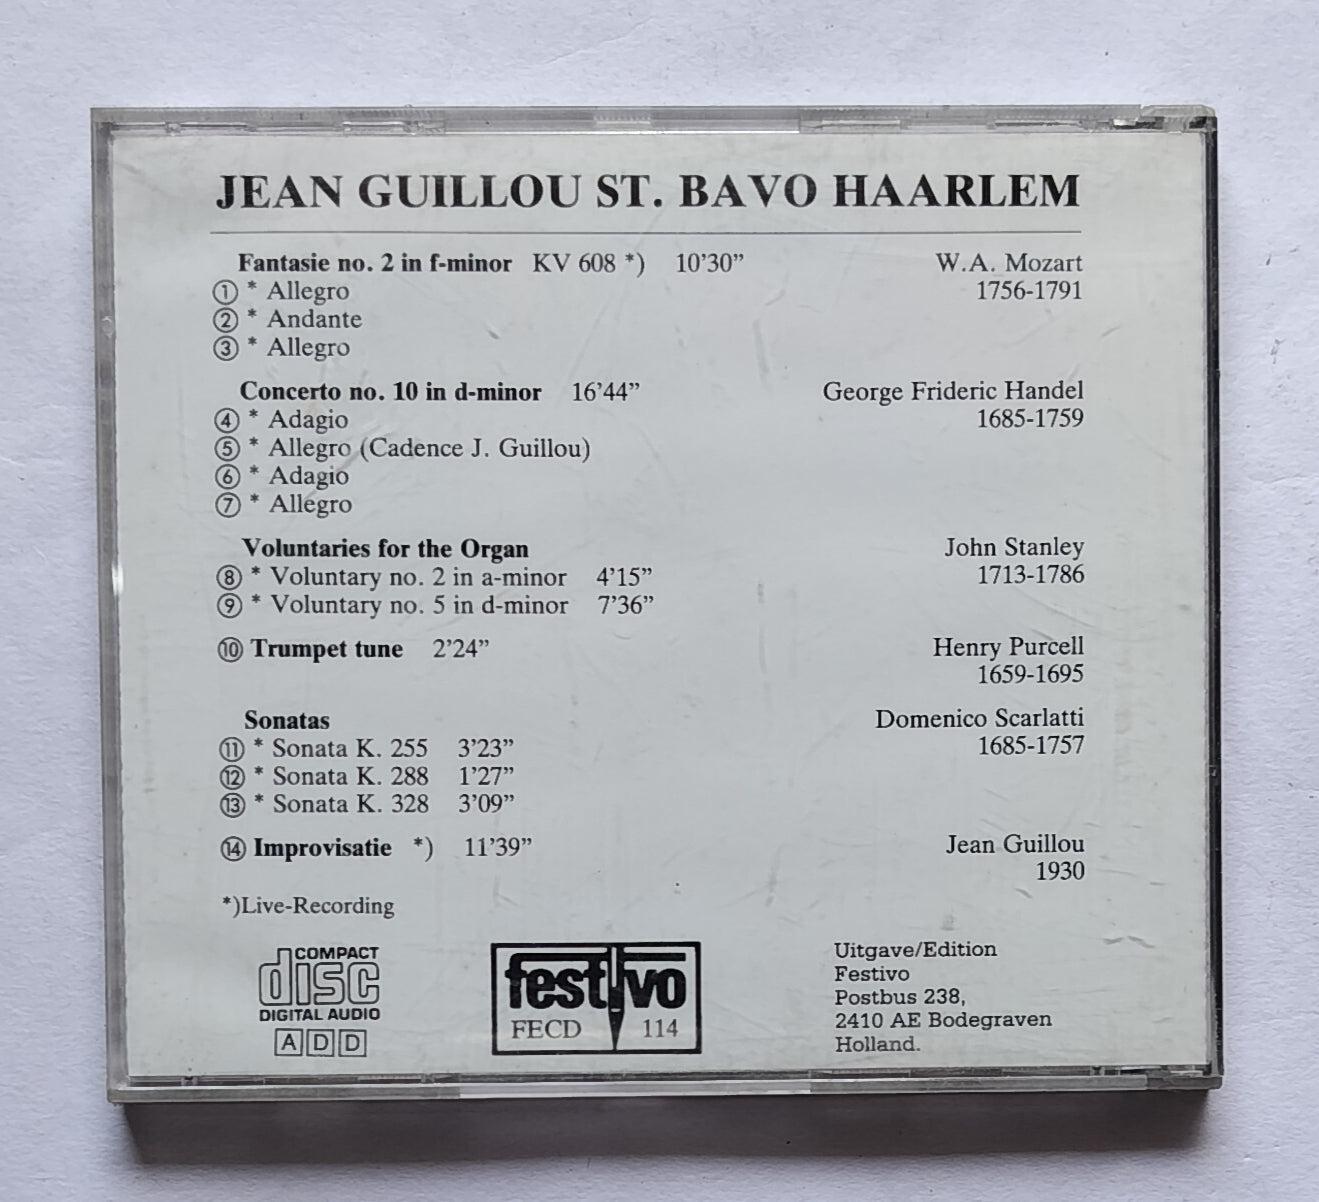 JEAN GUILLOU ST. BAVO HAARLEM
Fantasie no. 2 in f-minor KV 608 *) 10'30” W.A. Mozart
① * Allegro 1756-1791
② * Andante
③ * Allegro
Concerto no. 10 in d-minor 16'44” George Frideric Handel
④ * Adagio 1685-1759
⑤ * Allegro (Cadence J. Guillou)
⑥ * Adagio
⑦ * Allegro
Voluntaries for the Organ John Stanley
⑧ * Voluntary no. 2 in a-minor 4'15” 1713-1786
⑨ * Voluntary no. 5 in d-minor 7'36”
⑩ Trumpet tune 2'24” Henry Purcell
1659-1695
Sonatas Domenico Scarlatti
⑪ * Sonata K. 255 3'23” 1685-1757
⑫ * Sonata K. 288 1'27”
⑬ * Sonata K. 328 3'09”
⑭ Improvisatie *) 11'39” Jean Guillou
1930
*)Live-Recording
COMPACT
disc
DIGITAL AUDIO
A D D
festivo
FECD 114
Uitgave/Edition
Festivo
Postbus 238,
2410 AE Bodegraven
Holland.